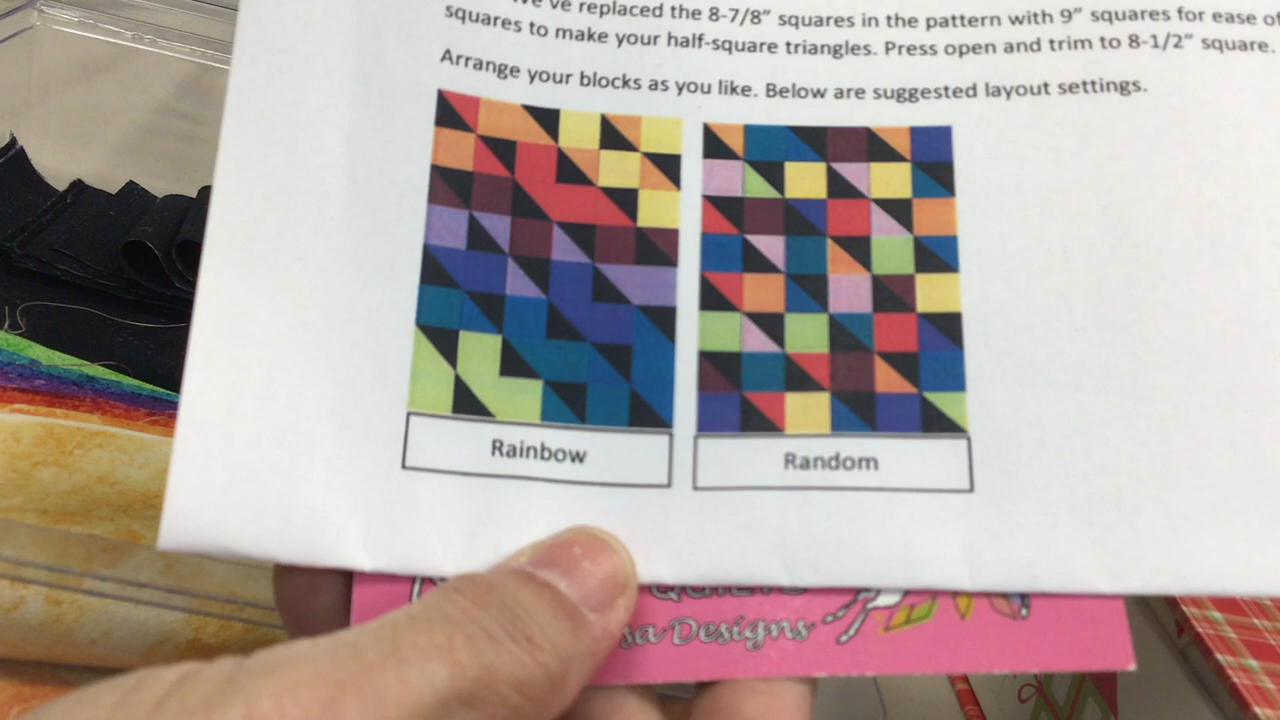 ve replaced the 8-7/8" squares in the pattern with 9" squares for ease of
squares to make your half-square triangles. Press open and trim to 8-1/2" square.
Arrange your blocks as you like. Below are suggested layout settings.
Rainbow
Random
Designs